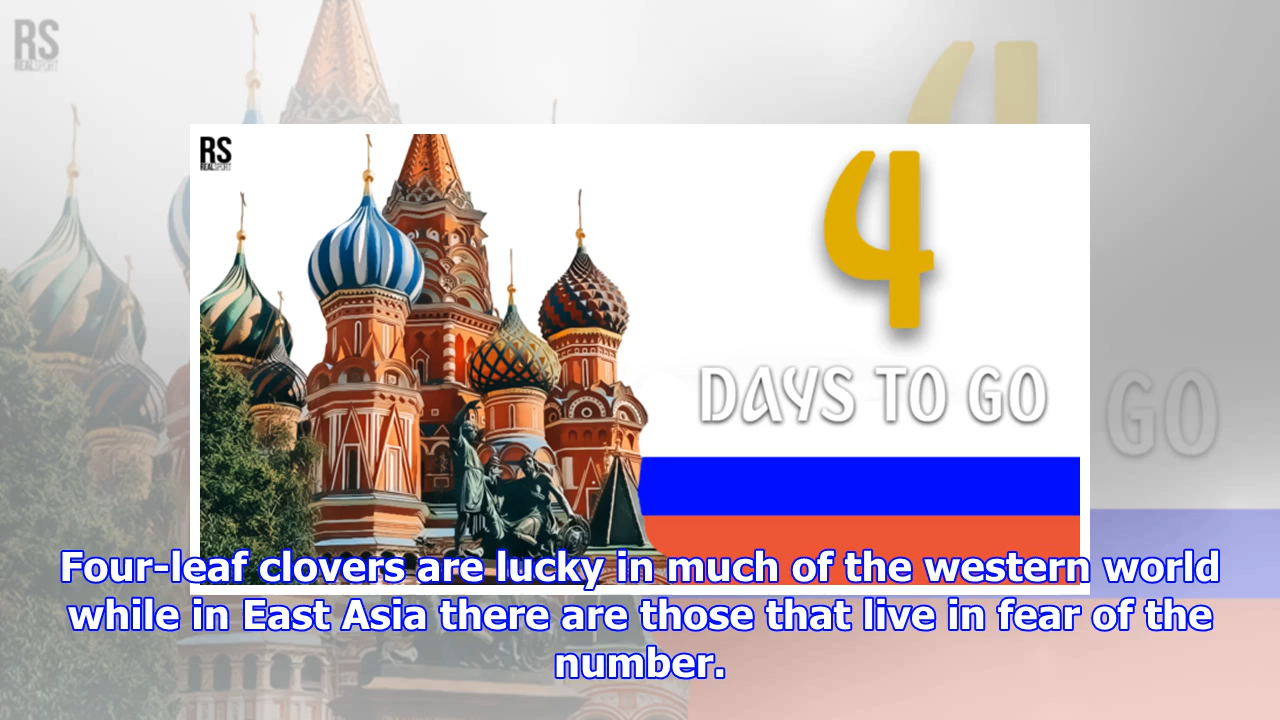 RS
REALSPORT
RS
REALSPORT
4
4
DAYS TO GO
GO
Four-leaf clovers are lucky in much of the western world
while in East Asia there are those that live in fear of the
number.